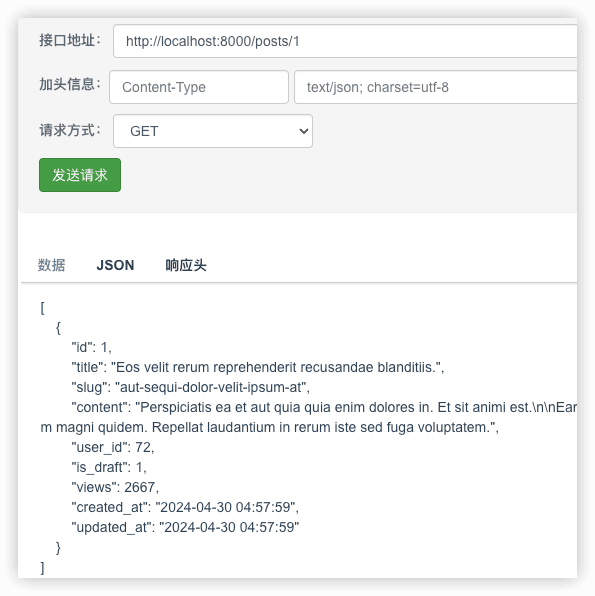 接口地址： http://localhost:8000/posts/1
加头信息： Content-Type text/json; charset=utf-8
请求方式： GET
发送请求
数据 JSON 响应头
[
{
"id": 1,
"title": "Eos velit rerum reprehenderit recusandae blanditiis.",
"slug": "aut-sequi-dolor-velit-ipsum-at",
"content": "Perspiciatis ea et aut quia quia enim dolores in. Et sit animi est.\n\nEar
m magni quidem. Repellat laudantium in rerum iste sed fuga voluptatem.",
"user_id": 72,
"is_draft": 1,
"views": 2667,
"created_at": "2024-04-30 04:57:59",
"updated_at": "2024-04-30 04:57:59"
}
]